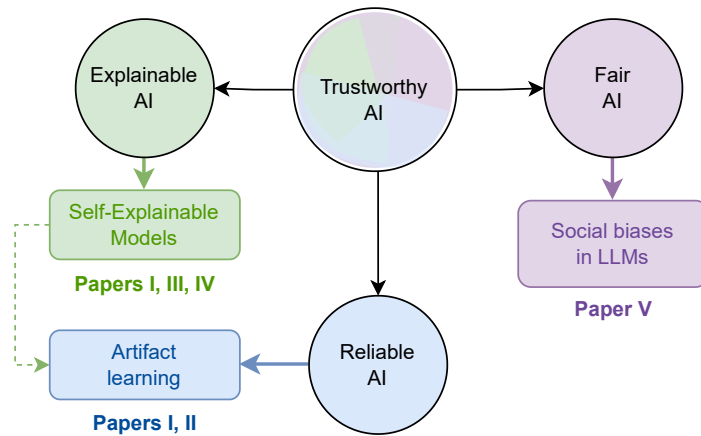 Explainable
AI
Trustworthy
AI
Fair
AI
Self-Explainable
Models
Papers I, III, IV
Social biases
in LLMs
Paper V
Artifact
learning
Papers I, II
Reliable
AI